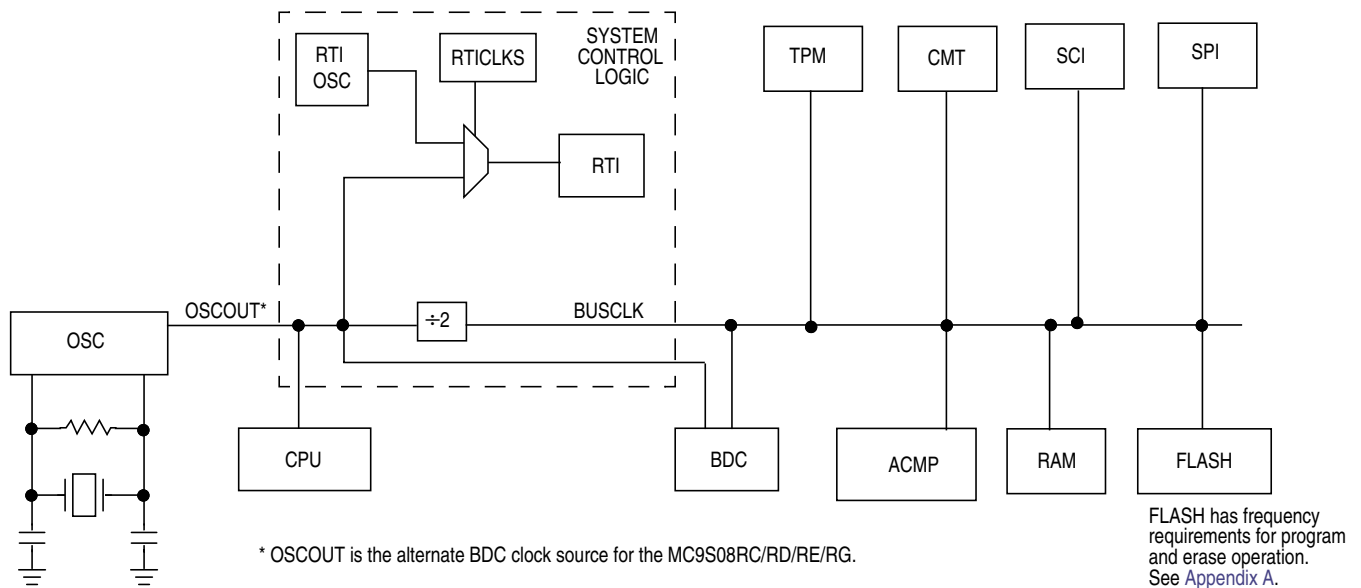 SYSTEM
CONTROL
LOGIC
RTI
OSC
RTICLKS
RTI
TPM
CMT
SCI
SPI
OSCOUT*
÷2
BUSCLK
OSC
CPU
BDC
ACMP
RAM
FLASH
* OSCOUT is the alternate BDC clock source for the MC9S08RC/RD/RE/RG.
FLASH has frequency
requirements for program
and erase operation.
See Appendix A.